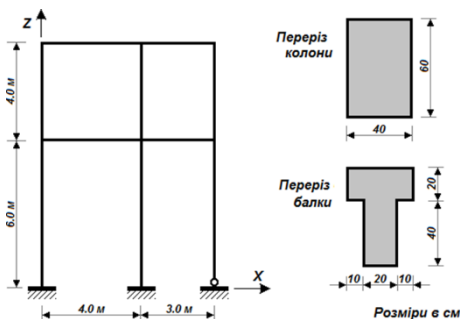 Z
4.0 м
6.0 м
X
4.0 м
3.0 м
Переріз
колони
60
40
Переріз
балки
20
40
10
20
10
Розміри в см